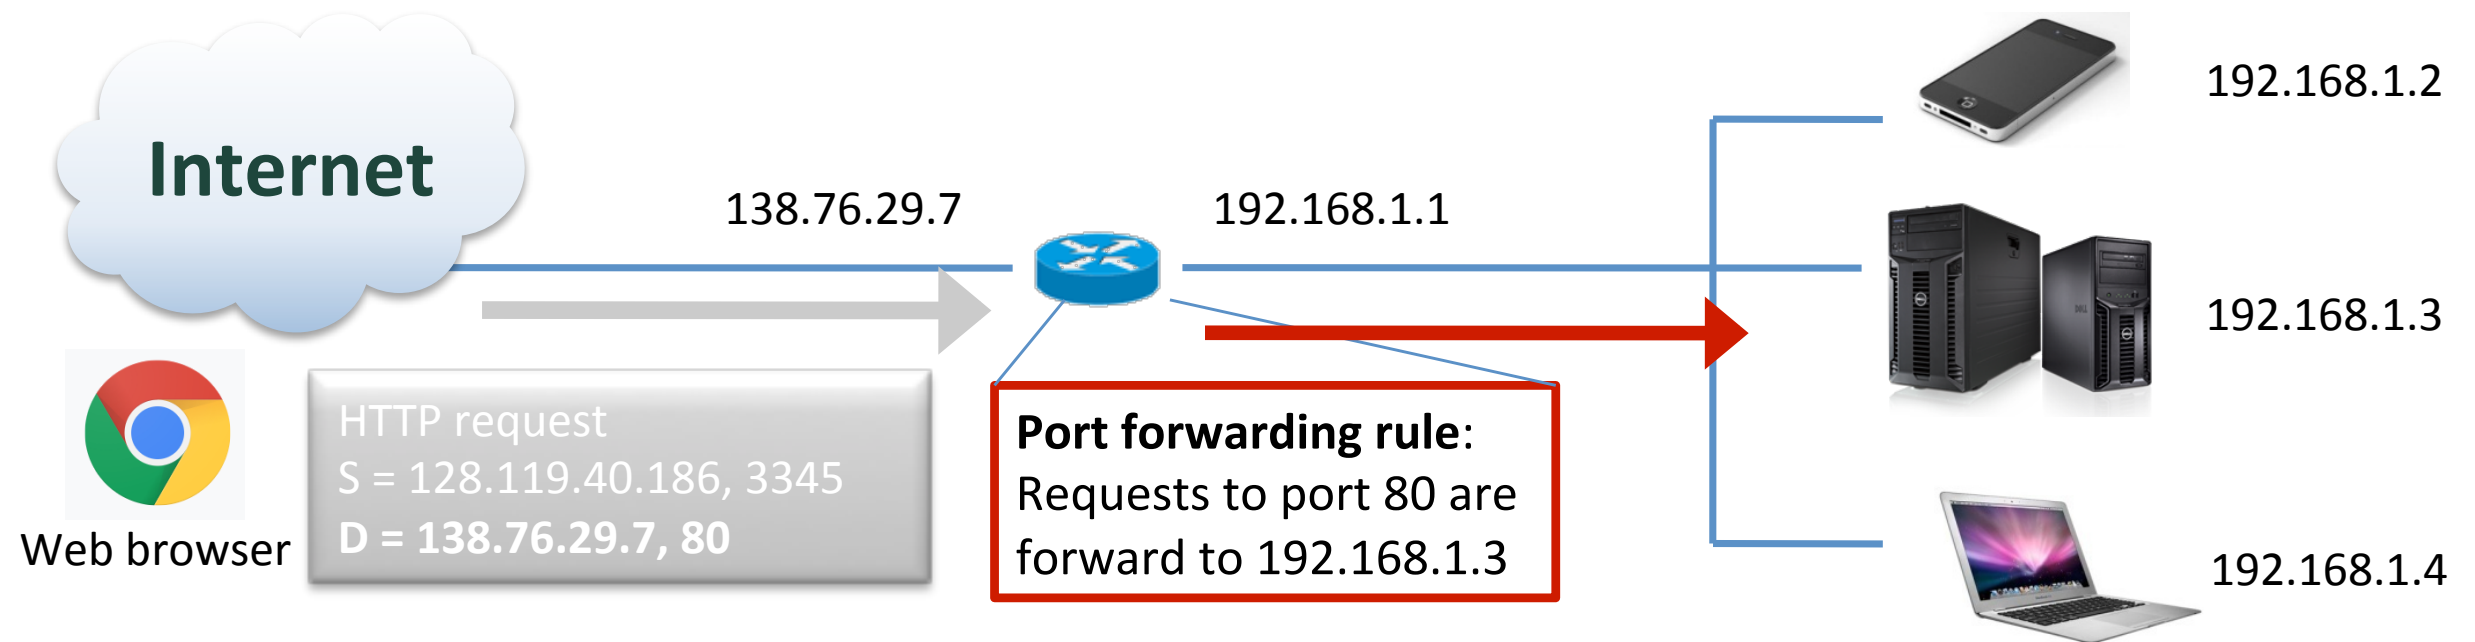 Internet
138.76.29.7
192.168.1.1
192.168.1.2
192.168.1.3
192.168.1.4
Web browser
HTTP request
S = 128.119.40.186, 3345
D = 138.76.29.7, 80
Port forwarding rule:
Requests to port 80 are
forward to 192.168.1.3